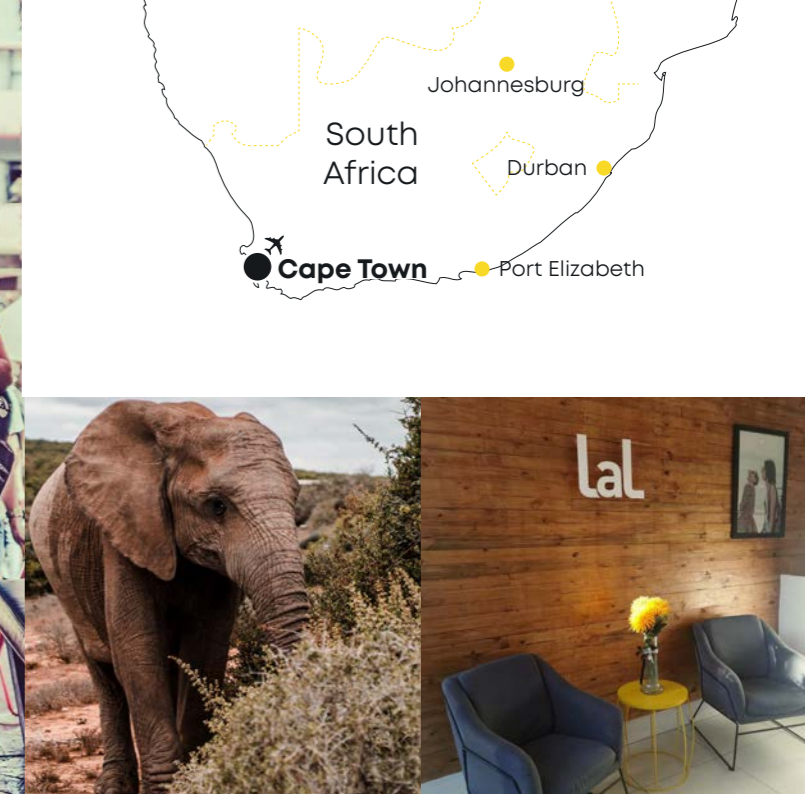 Johannesburg
South
Africa
Durban
Cape Town
Port Elizabeth
LaL